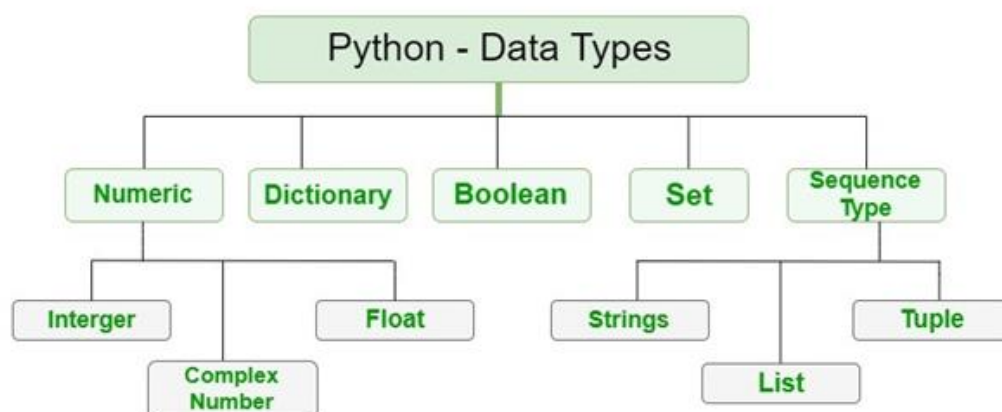 Python - Data Types
Numeric
Dictionary
Boolean
Set
Sequence
Type
Interger
Float
Strings
Tuple
Complex
Number
List